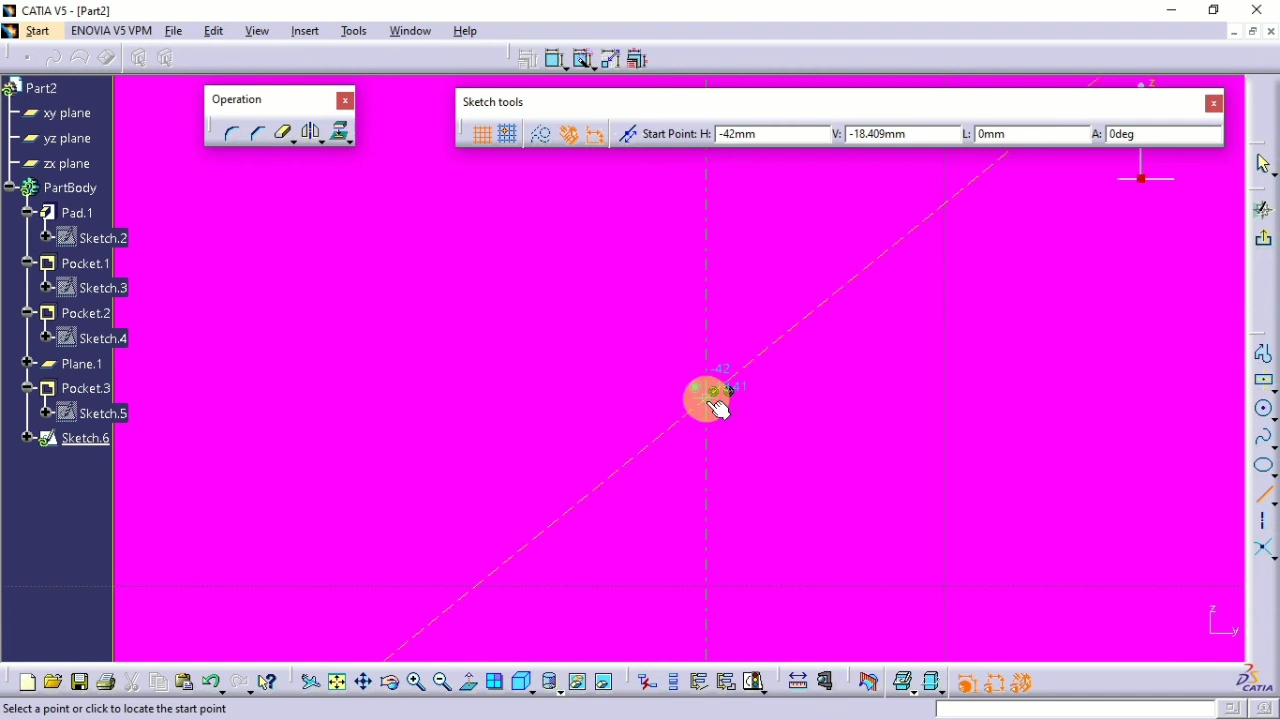 CATIA V5 - [Part2]
Start ENOVIA V5 VPM File Edit View Insert Tools Window Help
Operation
Sketch tools
Start Point: H: -42mm V: -18.409mm L: 0mm A: 0deg
Part2
xy plane
yz plane
zx plane
PartBody
Pad.1
Sketch.2
Pocket.1
Sketch.3
Pocket.2
Sketch.4
Plane.1
Pocket.3
Sketch.5
Sketch.6
z
-42
z
y
CATIA
Select a point or click to locate the start point